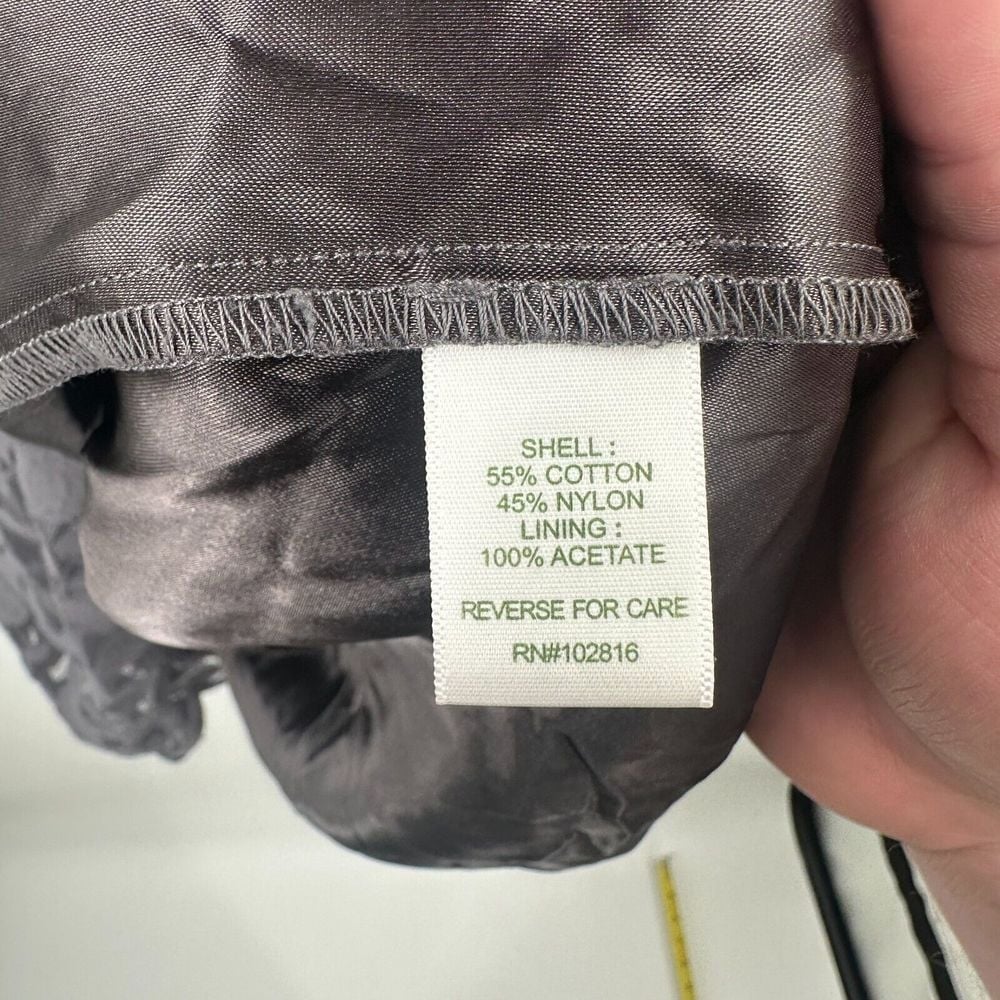 SHELL :
55% COTTON
45% NYLON
LINING :
100% ACETATE
REVERSE FOR CARE
RN#102816